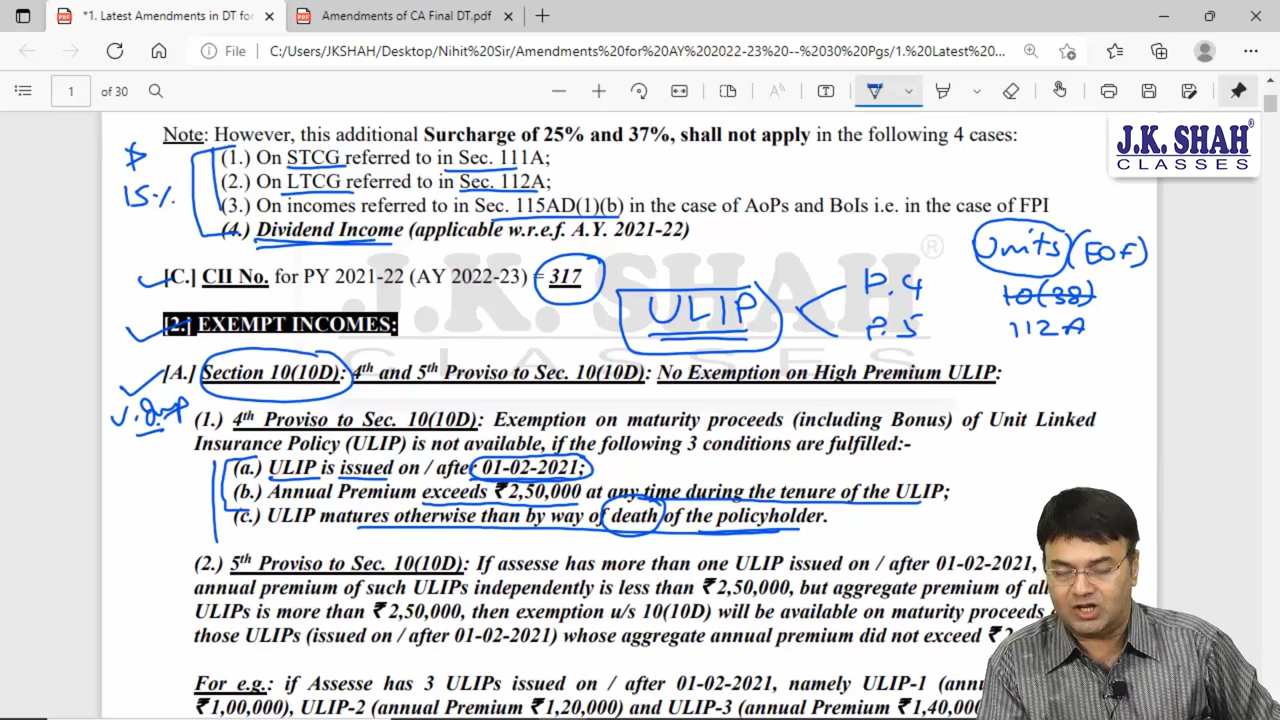 *1. Latest Amendments in DT for
Amendments of CA Final DT.pdf
File
C:/Users/JKSHAH/Desktop/Nihit%20Sir/Amendments%20for%20AY%202022-23%20--%2030%20Pgs/1.%20Latest%20...
1 of 30
J.K. SHAH
CLASSES
Note: However, this additional Surcharge of 25% and 37%, shall not apply in the following 4 cases:
(1.) On STCG referred to in Sec. 111A;
15%
(2.) On LTCG referred to in Sec. 112A;
(3.) On incomes referred to in Sec. 115AD(1)(b) in the case of AoPs and BoIs i.e. in the case of FPI
(4.) Dividend Income (applicable w.r.e.f. A.Y. 2021-22)
Units (EOF)
10(38)
112A
[C.] CII No. for PY 2021-22 (AY 2022-23) = 317
ULIP
P.4
P.5
J.K. SHAH
CLASSES
®
[2.] EXEMPT INCOMES:
[A.] Section 10(10D): 4th and 5th Proviso to Sec. 10(10D): No Exemption on High Premium ULIP:
v. Imp
(1.) 4th Proviso to Sec. 10(10D): Exemption on maturity proceeds (including Bonus) of Unit Linked
Insurance Policy (ULIP) is not available, if the following 3 conditions are fulfilled:-
(a.) ULIP is issued on / after 01-02-2021;
(b.) Annual Premium exceeds ₹ 2,50,000 at any time during the tenure of the ULIP;
(c.) ULIP matures otherwise than by way of death of the policyholder.
(2.) 5th Proviso to Sec. 10(10D): If assesse has more than one ULIP issued on / after 01-02-2021,
annual premium of such ULIPs independently is less than ₹ 2,50,000, but aggregate premium of all
ULIPs is more than ₹ 2,50,000, then exemption u/s 10(10D) will be available on maturity proceeds
those ULIPs (issued on / after 01-02-2021) whose aggregate annual premium did not exceed ₹
For e.g.: if Assesse has 3 ULIPs issued on / after 01-02-2021, namely ULIP-1 (annu
₹ 1,00,000), ULIP-2 (annual Premium ₹ 1,20,000) and ULIP-3 (annual Premium ₹ 1,40,000